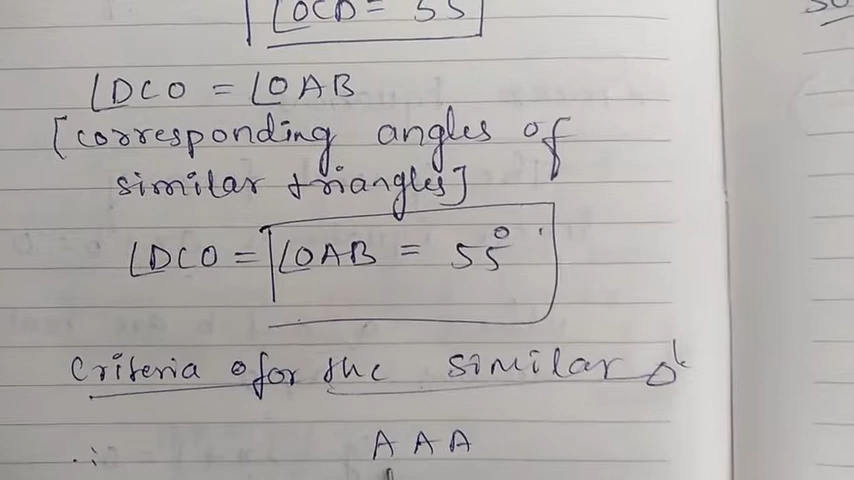 ∠OCD = 55
∠DCO = ∠OAB
[corresponding angles of
similar triangles]
∠DCO = ∠OAB = 55°
Criteria for the similar Δ
∴ AAA